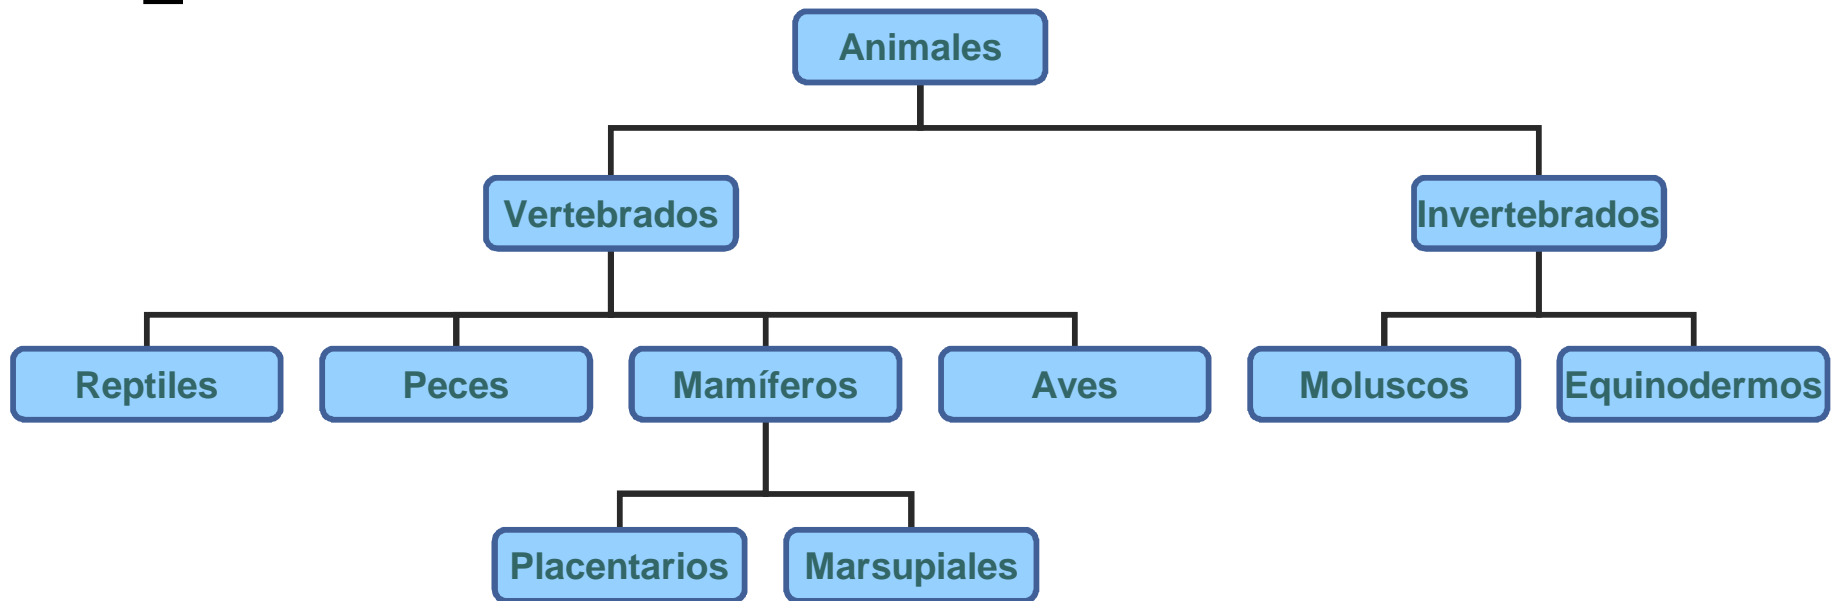 Animales
Vertebrados
Invertebrados
Reptiles
Peces
Mamíferos
Aves
Moluscos
Equinodermos
Placentarios
Marsupiales